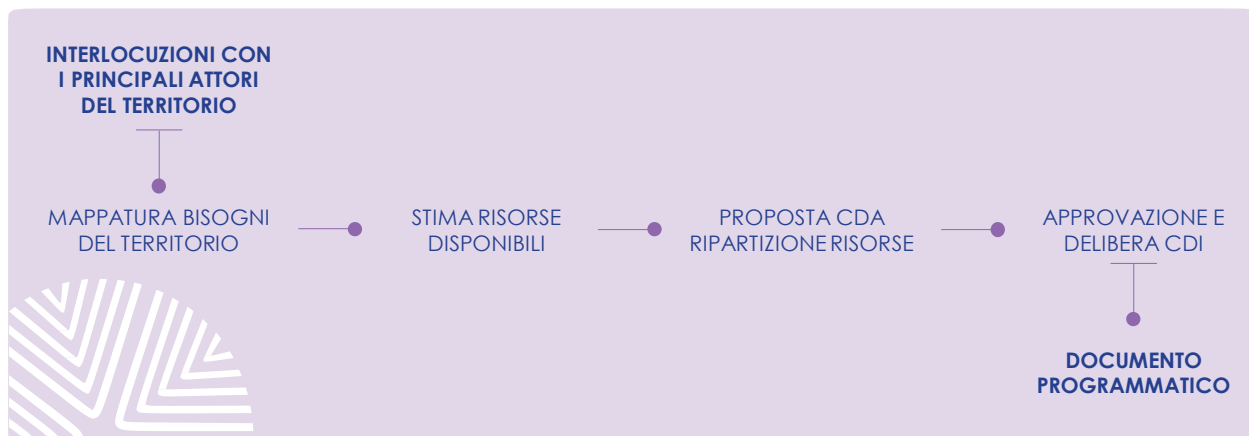 INTERLOCUZIONI CON
I PRINCIPALI ATTORI
DEL TERRITORIO
MAPPATURA BISOGNI
DEL TERRITORIO
STIMA RISORSE
DISPONIBILI
PROPOSTA CDA
RIPARTIZIONE RISORSE
APPROVAZIONE E
DELIBERA CDI
DOCUMENTO
PROGRAMMATICO